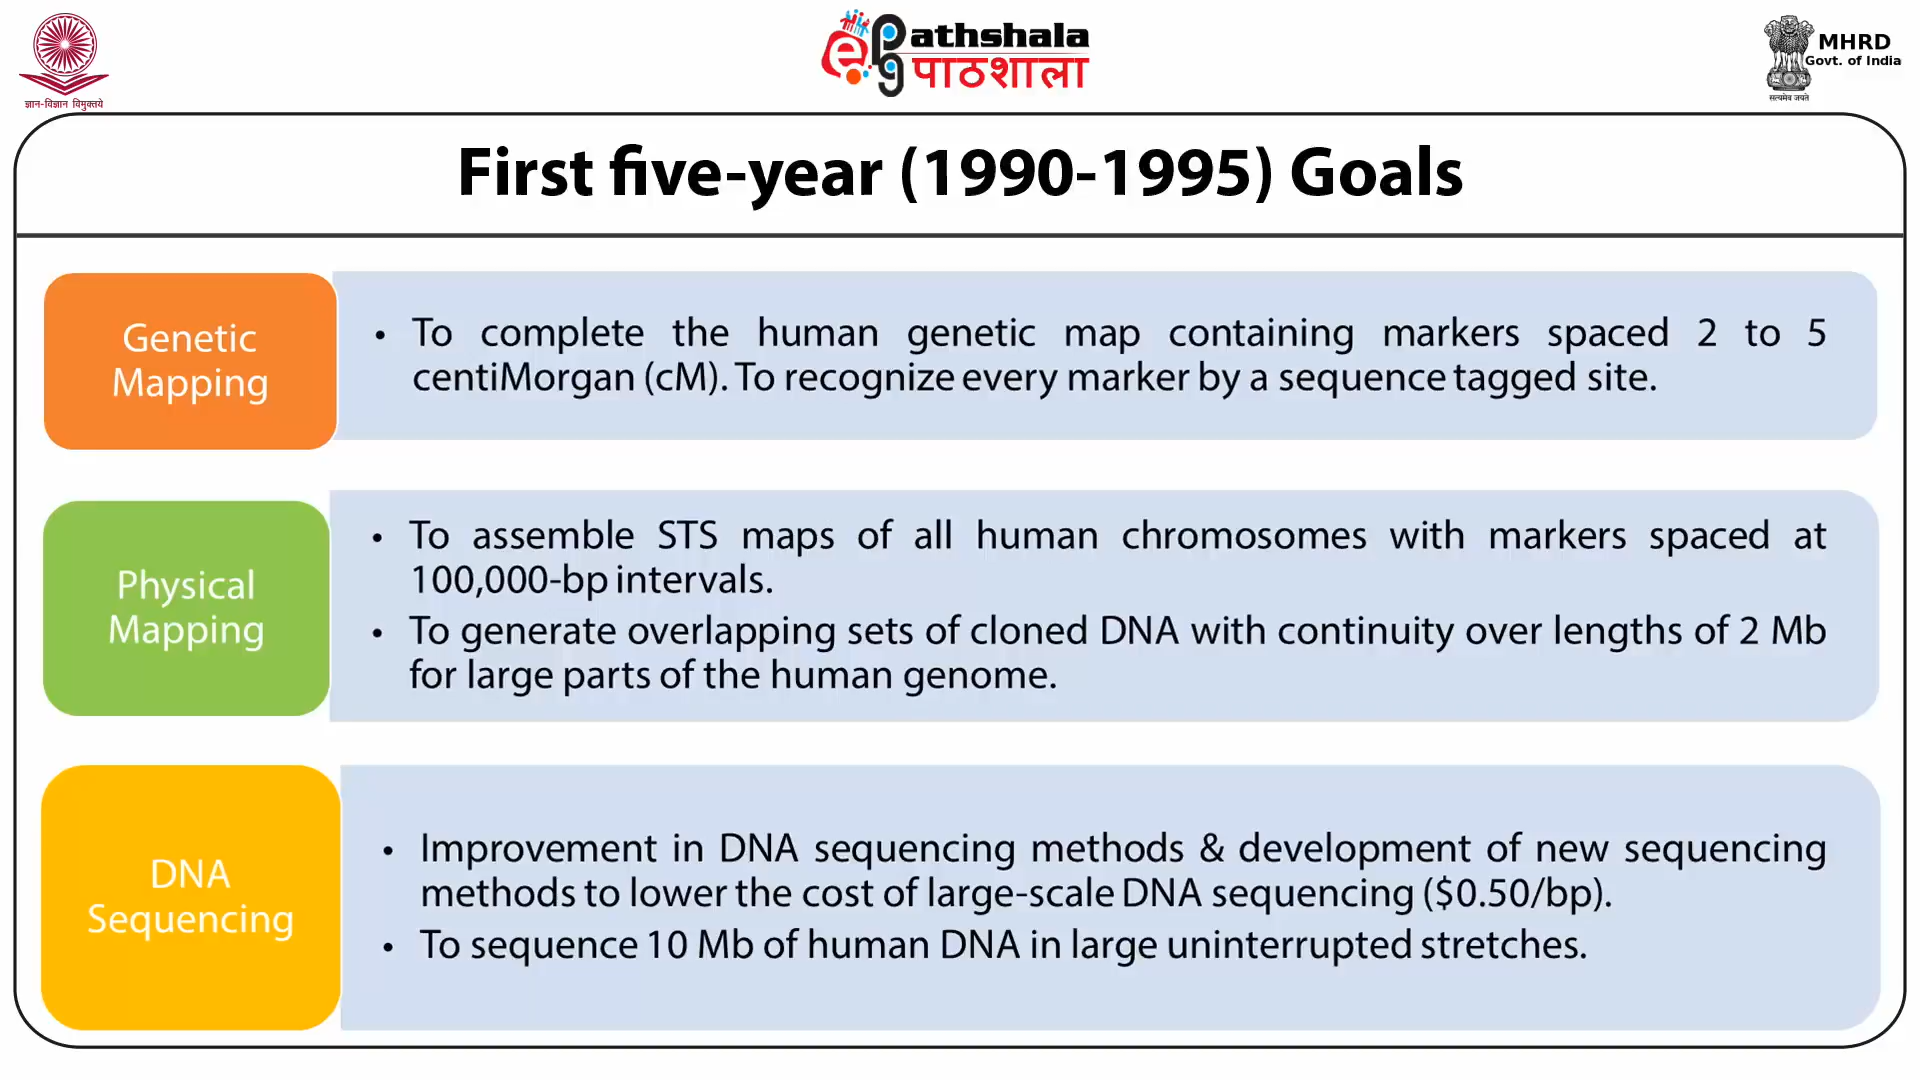 ज्ञान-विज्ञान विमुक्तये
ePathshala
पाठशाला
MHRD
Govt. of India
सत्यमेव जयते
First five-year (1990-1995) Goals
Genetic
Mapping
• To complete the human genetic map containing markers spaced 2 to 5
centiMorgan (cM). To recognize every marker by a sequence tagged site.
Physical
Mapping
• To assemble STS maps of all human chromosomes with markers spaced at
100,000-bp intervals.
• To generate overlapping sets of cloned DNA with continuity over lengths of 2 Mb
for large parts of the human genome.
DNA
Sequencing
• Improvement in DNA sequencing methods & development of new sequencing
methods to lower the cost of large-scale DNA sequencing ($0.50/bp).
• To sequence 10 Mb of human DNA in large uninterrupted stretches.